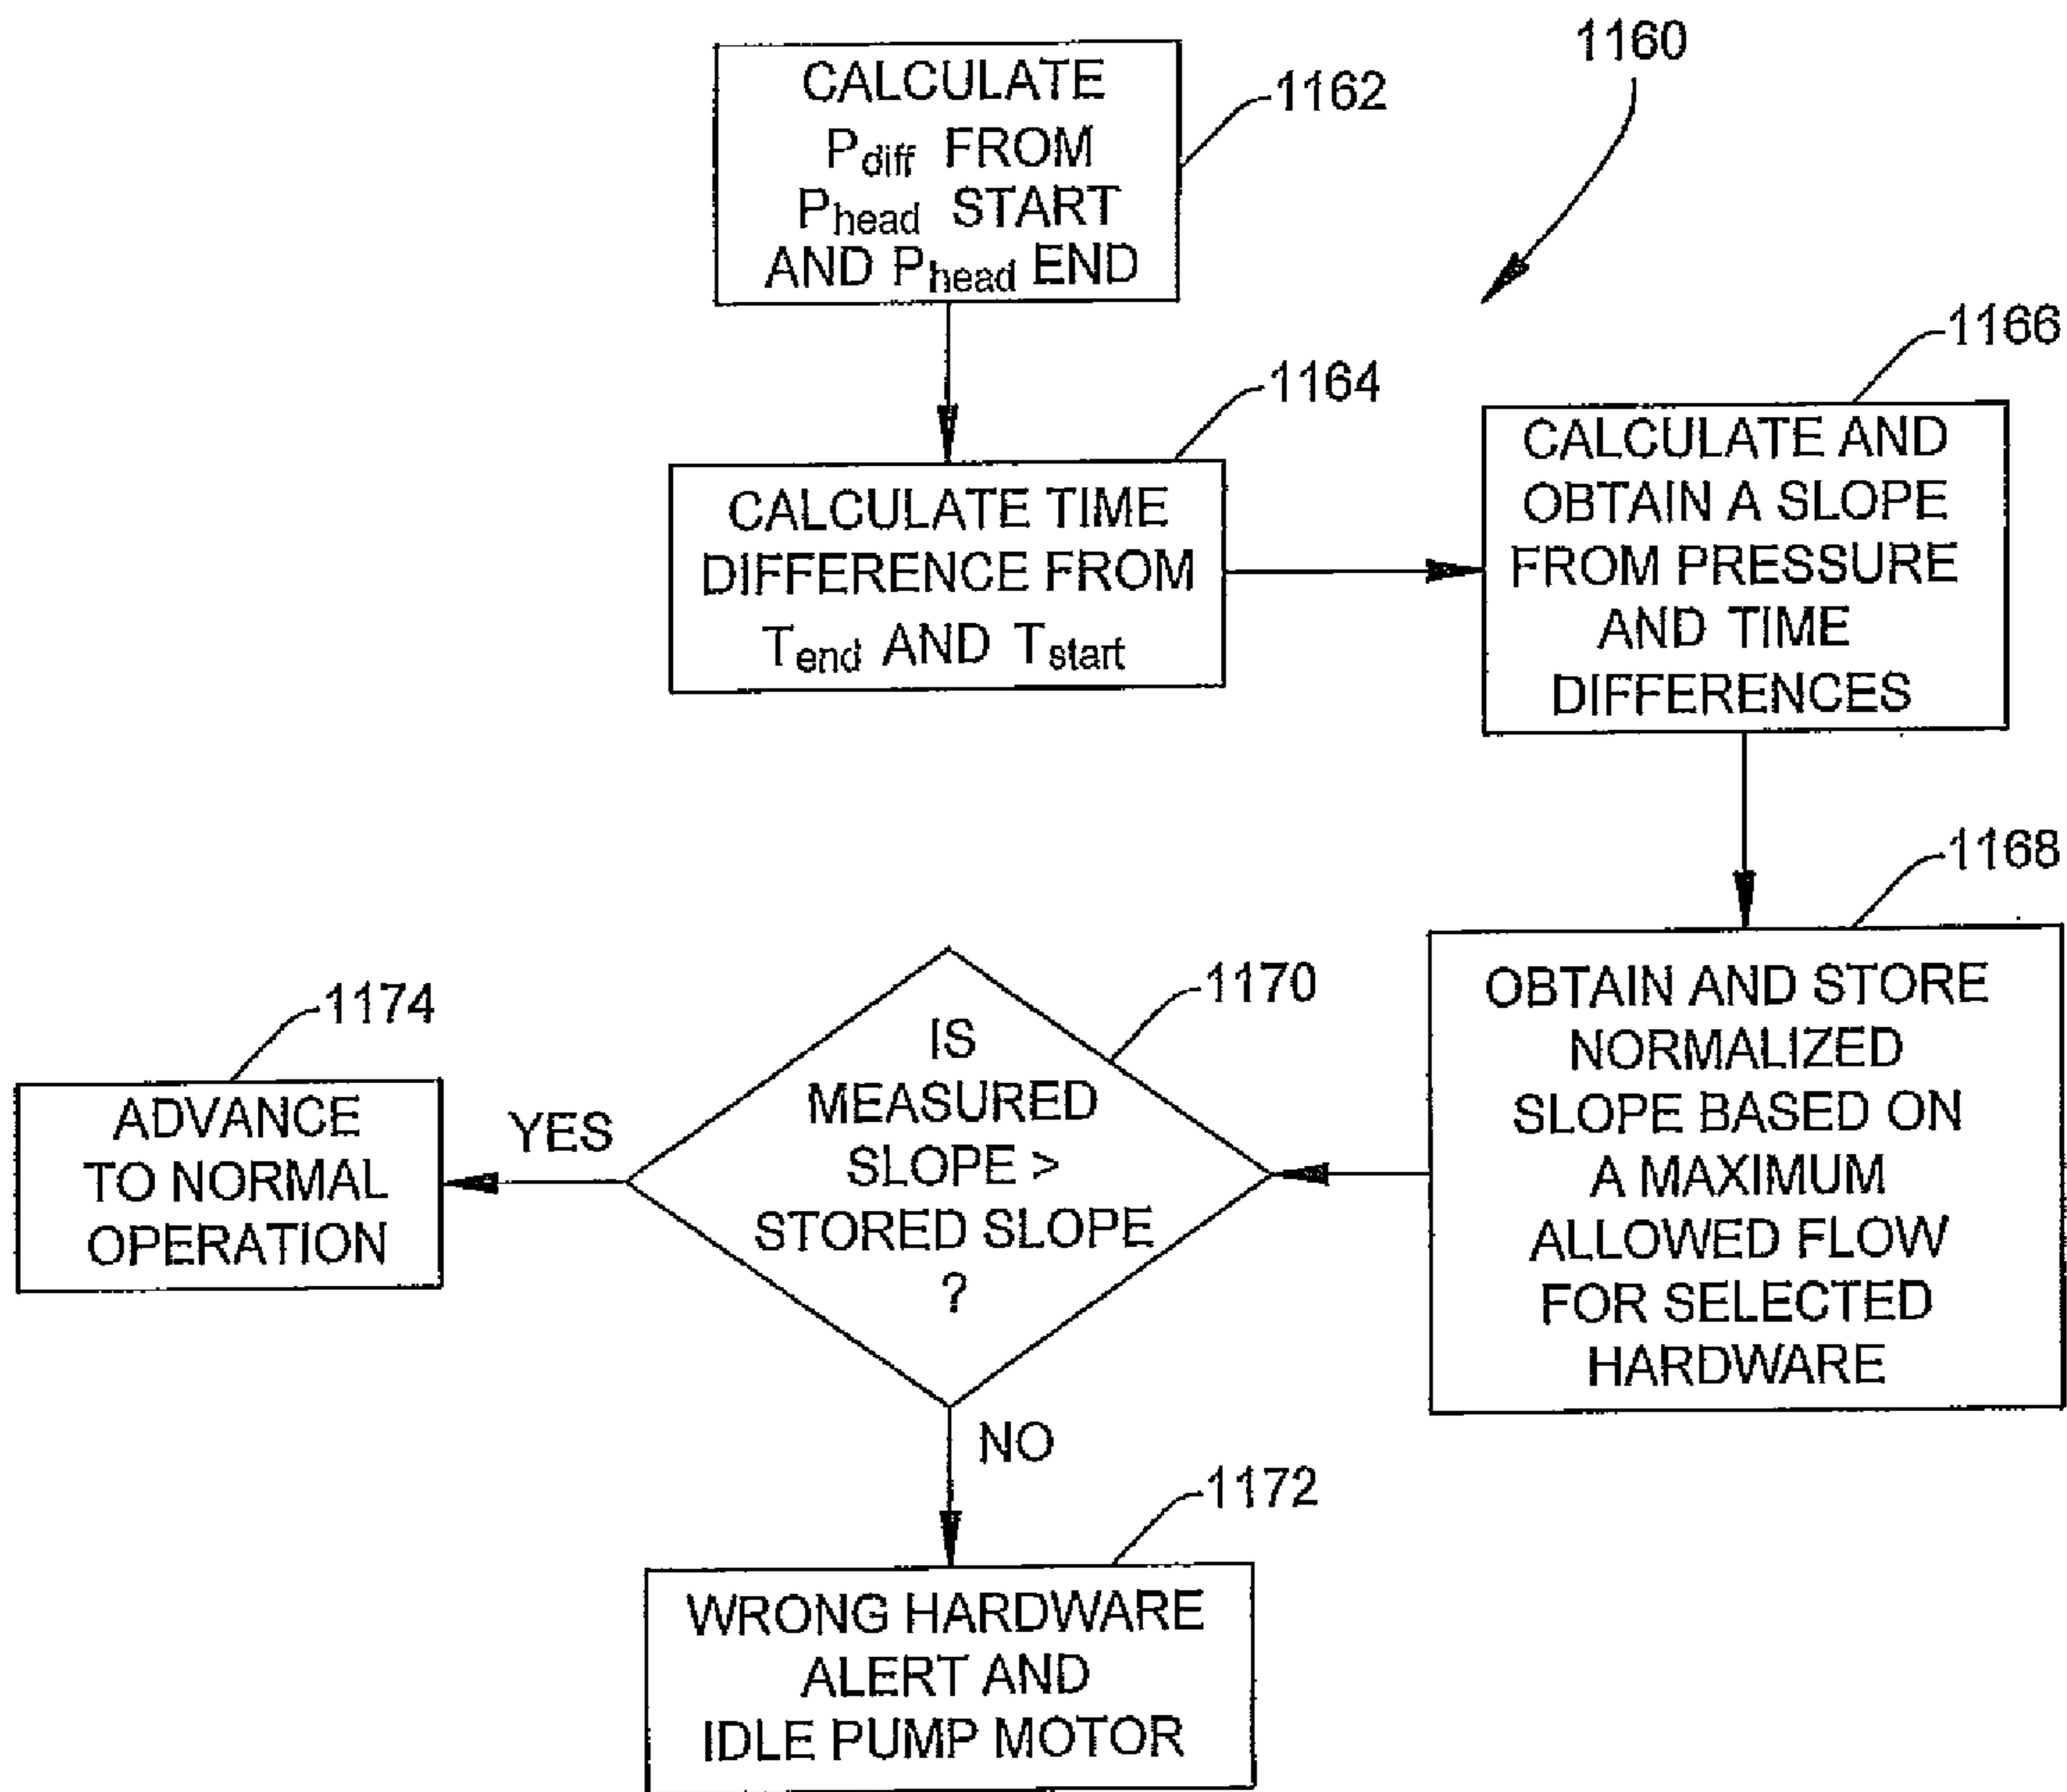 1160
CALCULATE
Pdiff FROM
Phead START
AND Phead END
1162
1164
CALCULATE TIME
DIFFERENCE FROM
Tend AND Tstart
1166
CALCULATE AND
OBTAIN A SLOPE
FROM PRESSURE
AND TIME
DIFFERENCES
1168
OBTAIN AND STORE
NORMALIZED
SLOPE BASED ON
A MAXIMUM
ALLOWED FLOW
FOR SELECTED
HARDWARE
1170
IS
MEASURED
SLOPE >
STORED SLOPE
?
YES
1174
ADVANCE
TO NORMAL
OPERATION
NO
1172
WRONG HARDWARE
ALERT AND
IDLE PUMP MOTOR